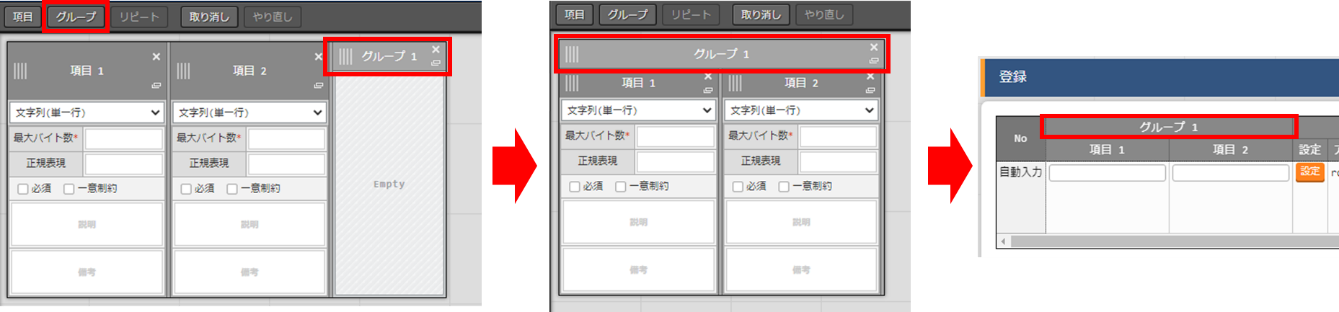 項目 グループ リピート 取り消し やり直し
項目 1 項目 2 グループ 1
文字列(単一行) 文字列(単一行)
最大バイト数* 最大バイト数*
正規表現 正規表現
必須 一意制約 必須 一意制約
Empty
説明 説明
備考 備考
項目 グループ リピート 取り消し やり直し
グループ 1
項目 1 項目 2
文字列(単一行) 文字列(単一行)
最大バイト数* 最大バイト数*
正規表現 正規表現
必須 一意制約 必須 一意制約
説明 説明
備考 備考
登録
No グループ 1
項目 1 項目 2 設定
自動入力 設定